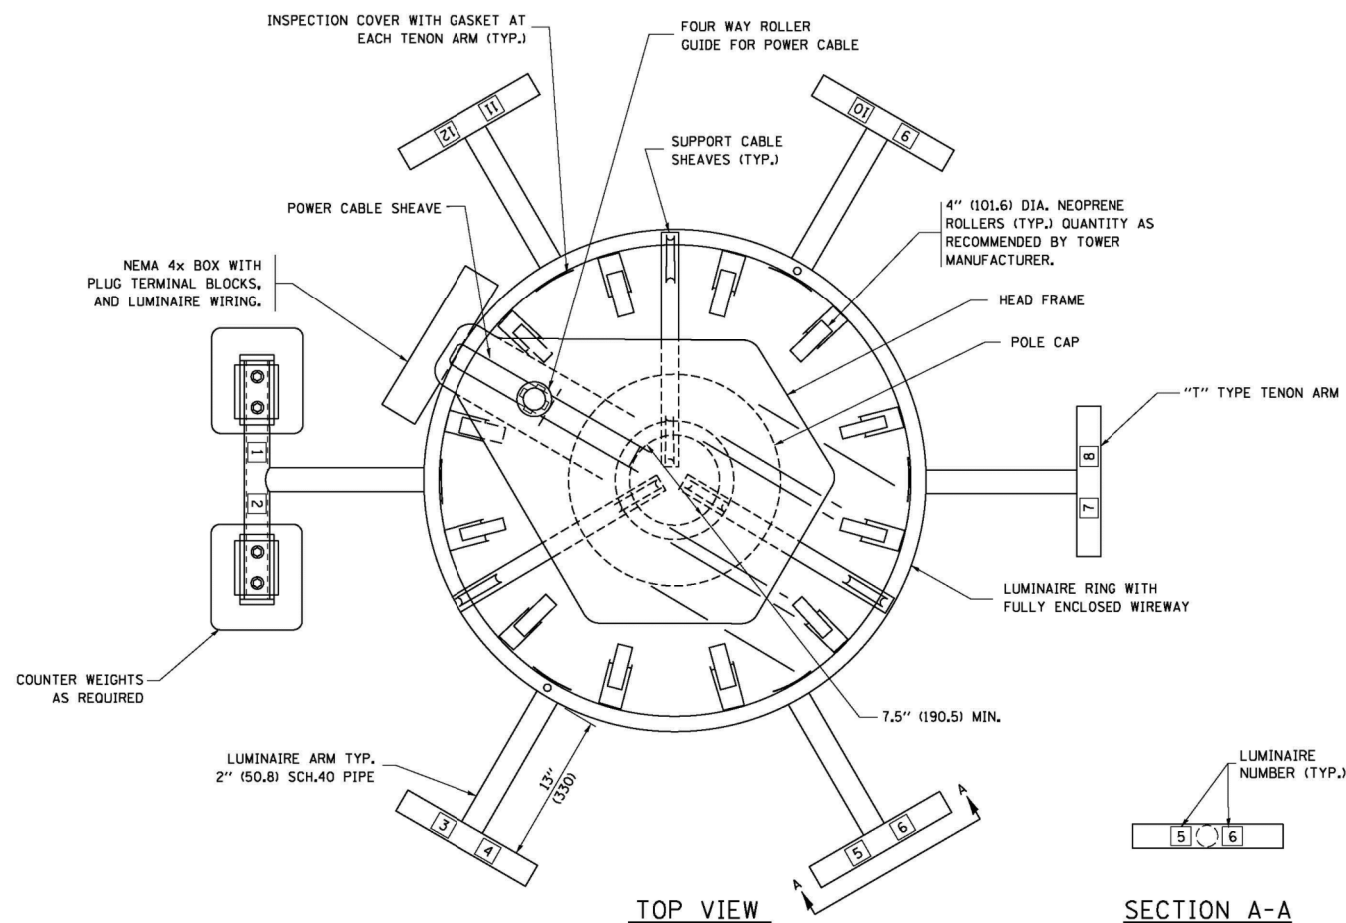 INSPECTION COVER WITH GASKET AT
EACH TENON ARM (TYP.)
FOUR WAY ROLLER
GUIDE FOR POWER CABLE
11
12
10
9
SUPPORT CABLE
SHEAVES (TYP.)
POWER CABLE SHEAVE
4" (101.6) DIA. NEOPRENE
ROLLERS (TYP.) QUANTITY AS
RECOMMENDED BY TOWER
MANUFACTURER.
NEMA 4x BOX WITH
PLUG TERMINAL BLOCKS,
AND LUMINAIRE WIRING.
HEAD FRAME
POLE CAP
"T" TYPE TENON ARM
1
2
8
7
LUMINAIRE RING WITH
FULLY ENCLOSED WIREWAY
COUNTER WEIGHTS
AS REQUIRED
7.5" (190.5) MIN.
LUMINAIRE ARM TYP.
2" (50.8) SCH.40 PIPE
13"
(330)
3
4
5
6
A
A
LUMINAIRE
NUMBER (TYP.)
5 6
TOP VIEW
SECTION A-A